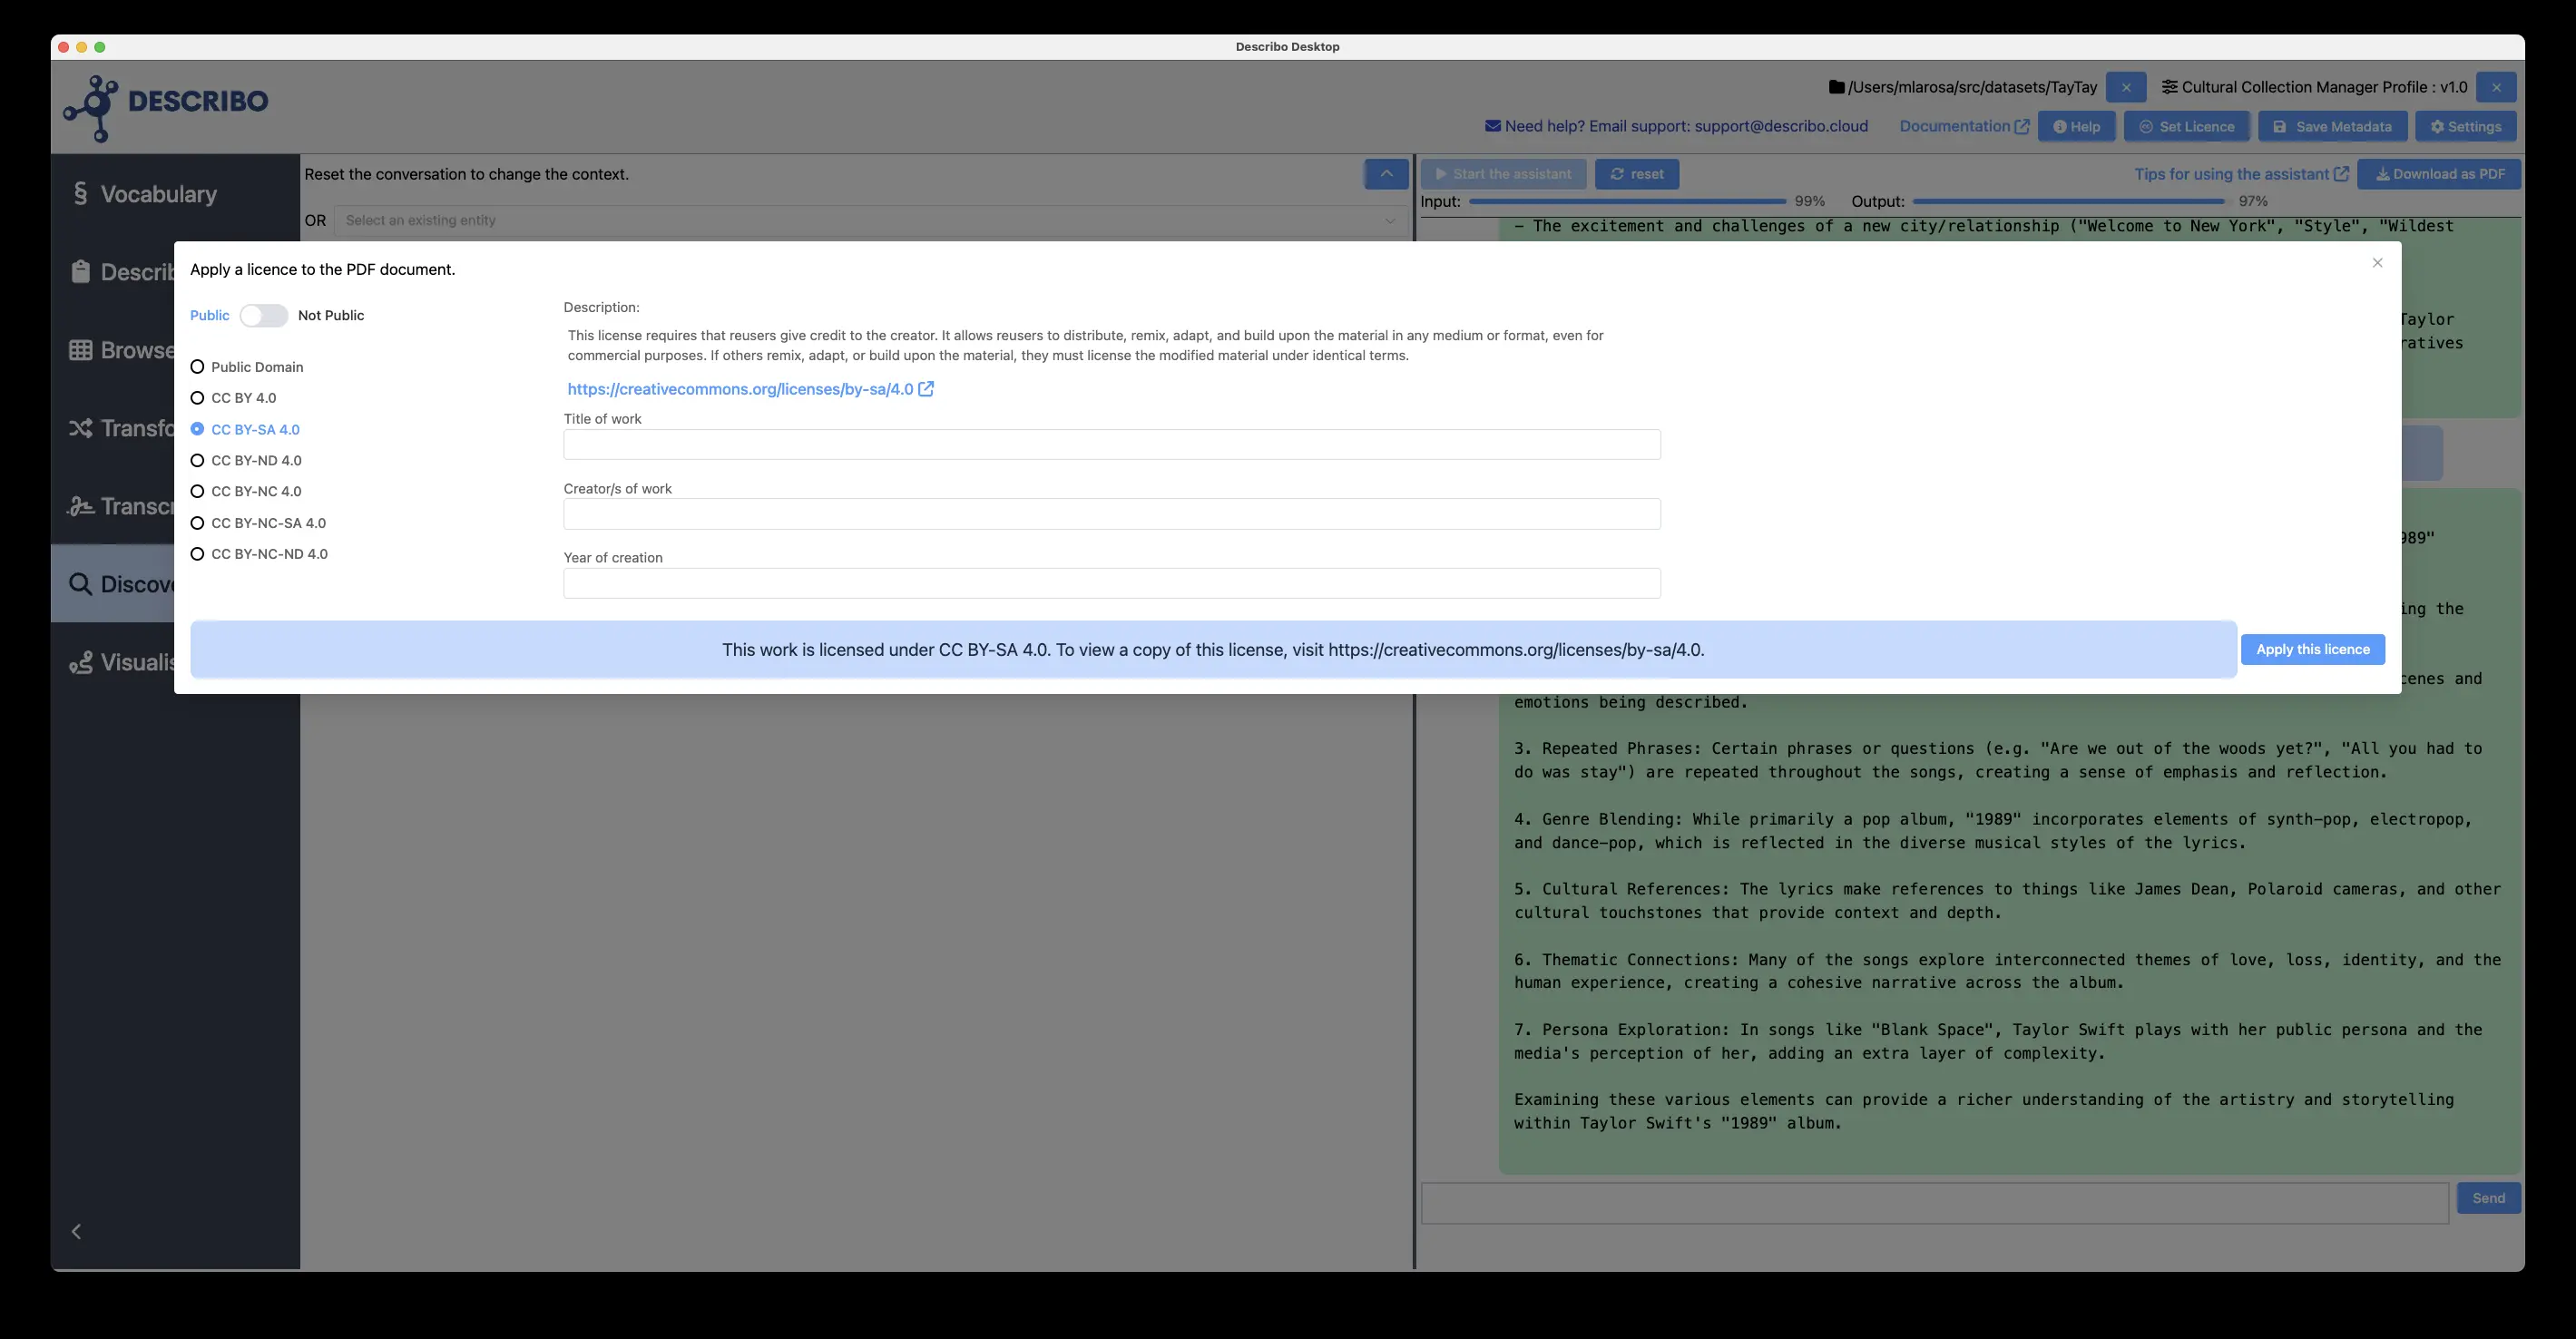 Describo Desktop
DESCRIBO
/Users/mlarosa/src/datasets/TayTay
Cultural Collection Manager Profile : v1.0
Need help? Email support: support@describo.cloud
Documentation
Help
Set Licence
Save Metadata
Settings
Vocabulary
Describ
Browse
Transfo
Transcr
Discove
Visualis
Reset the conversation to change the context.
OR
Select an existing entity
Start the assistant
reset
Tips for using the assistant
Download as PDF
Input: 99% Output: 97%
– The excitement and challenges of a new city/relationship ("Welcome to New York", "Style", "Wildest
Apply a licence to the PDF document.
Public
Not Public
Public Domain
CC BY 4.0
CC BY-SA 4.0
CC BY-ND 4.0
CC BY-NC 4.0
CC BY-NC-SA 4.0
CC BY-NC-ND 4.0
Description:
This license requires that reusers give credit to the creator. It allows reusers to distribute, remix, adapt, and build upon the material in any medium or format, even for
commercial purposes. If others remix, adapt, or build upon the material, they must license the modified material under identical terms.
https://creativecommons.org/licenses/by-sa/4.0
Title of work
Creator/s of work
Year of creation
This work is licensed under CC BY-SA 4.0. To view a copy of this license, visit https://creativecommons.org/licenses/by-sa/4.0.
Apply this licence
Taylor
ratives
989"
ing the
cenes and
emotions being described.
3. Repeated Phrases: Certain phrases or questions (e.g. "Are we out of the woods yet?", "All you had to
do was stay") are repeated throughout the songs, creating a sense of emphasis and reflection.
4. Genre Blending: While primarily a pop album, "1989" incorporates elements of synth-pop, electropop,
and dance-pop, which is reflected in the diverse musical styles of the lyrics.
5. Cultural References: The lyrics make references to things like James Dean, Polaroid cameras, and other
cultural touchstones that provide context and depth.
6. Thematic Connections: Many of the songs explore interconnected themes of love, loss, identity, and the
human experience, creating a cohesive narrative across the album.
7. Persona Exploration: In songs like "Blank Space", Taylor Swift plays with her public persona and the
media's perception of her, adding an extra layer of complexity.
Examining these various elements can provide a richer understanding of the artistry and storytelling
within Taylor Swift's "1989" album.
Send